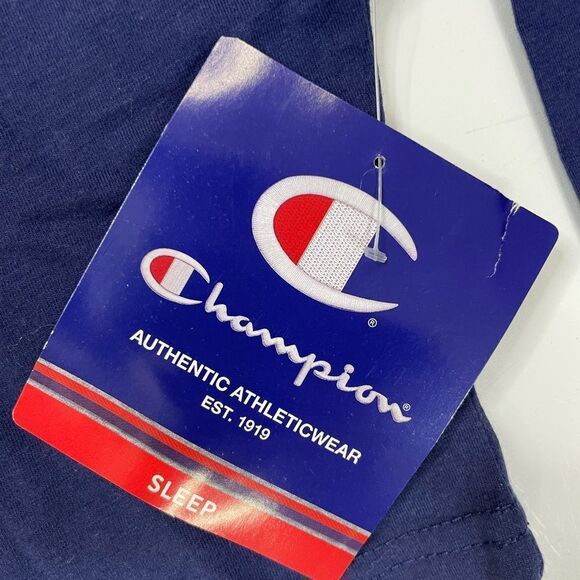 ®
Champion®
AUTHENTIC ATHLETICWEAR
EST. 1919
SLEEP